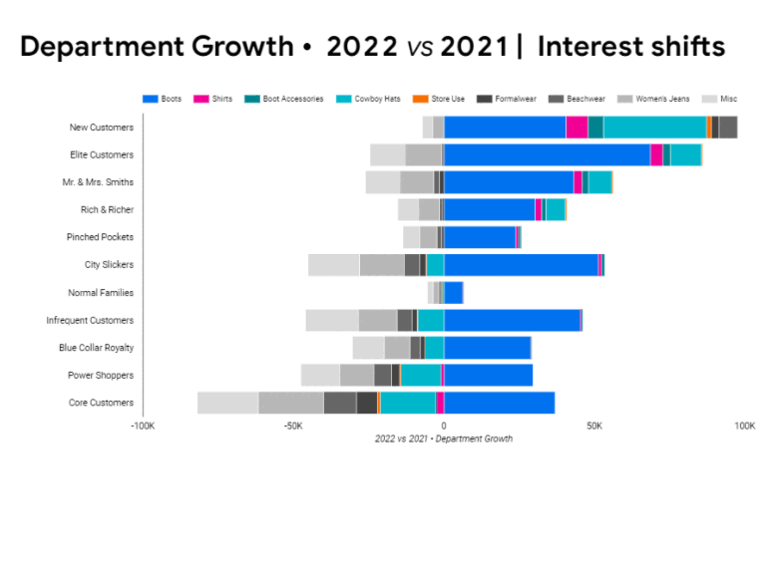 Department Growth • 2022 vs 2021 | Interest shifts
Boots Shirts Boot Accessories Cowboy Hats Store Use Formalwear Beachwear Women's Jeans Misc
New Customers
Elite Customers
Mr. & Mrs. Smiths
Rich & Richer
Pinched Pockets
City Slickers
Normal Families
Infrequent Customers
Blue Collar Royalty
Power Shoppers
Core Customers
-100K -50K 0 50K 100K
2022 vs 2021 • Department Growth